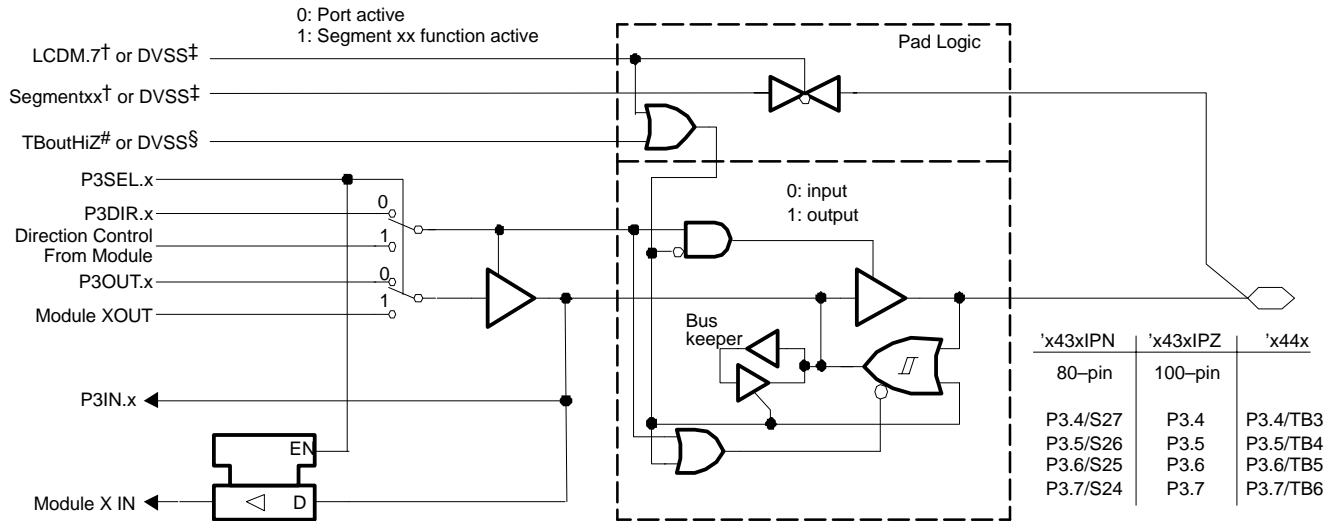 0: Port active
1: Segment xx function active
Pad Logic
LCDM.7† or DVSS‡
Segmentxx† or DVSS‡
TBoutHiZ# or DVSS§
P3SEL.x
0: input
1: output
0
P3DIR.x
Direction Control
From Module
1
P3OUT.x
0
1
Module XOUT
Bus
keeper
'x43xIPN 'x43xIPZ 'x44x
80–pin 100–pin
P3.4/S27 P3.4 P3.4/TB3
P3.5/S26 P3.5 P3.5/TB4
P3.6/S25 P3.6 P3.6/TB5
P3.7/S24 P3.7 P3.7/TB6
P3IN.x
EN
Module X IN
D